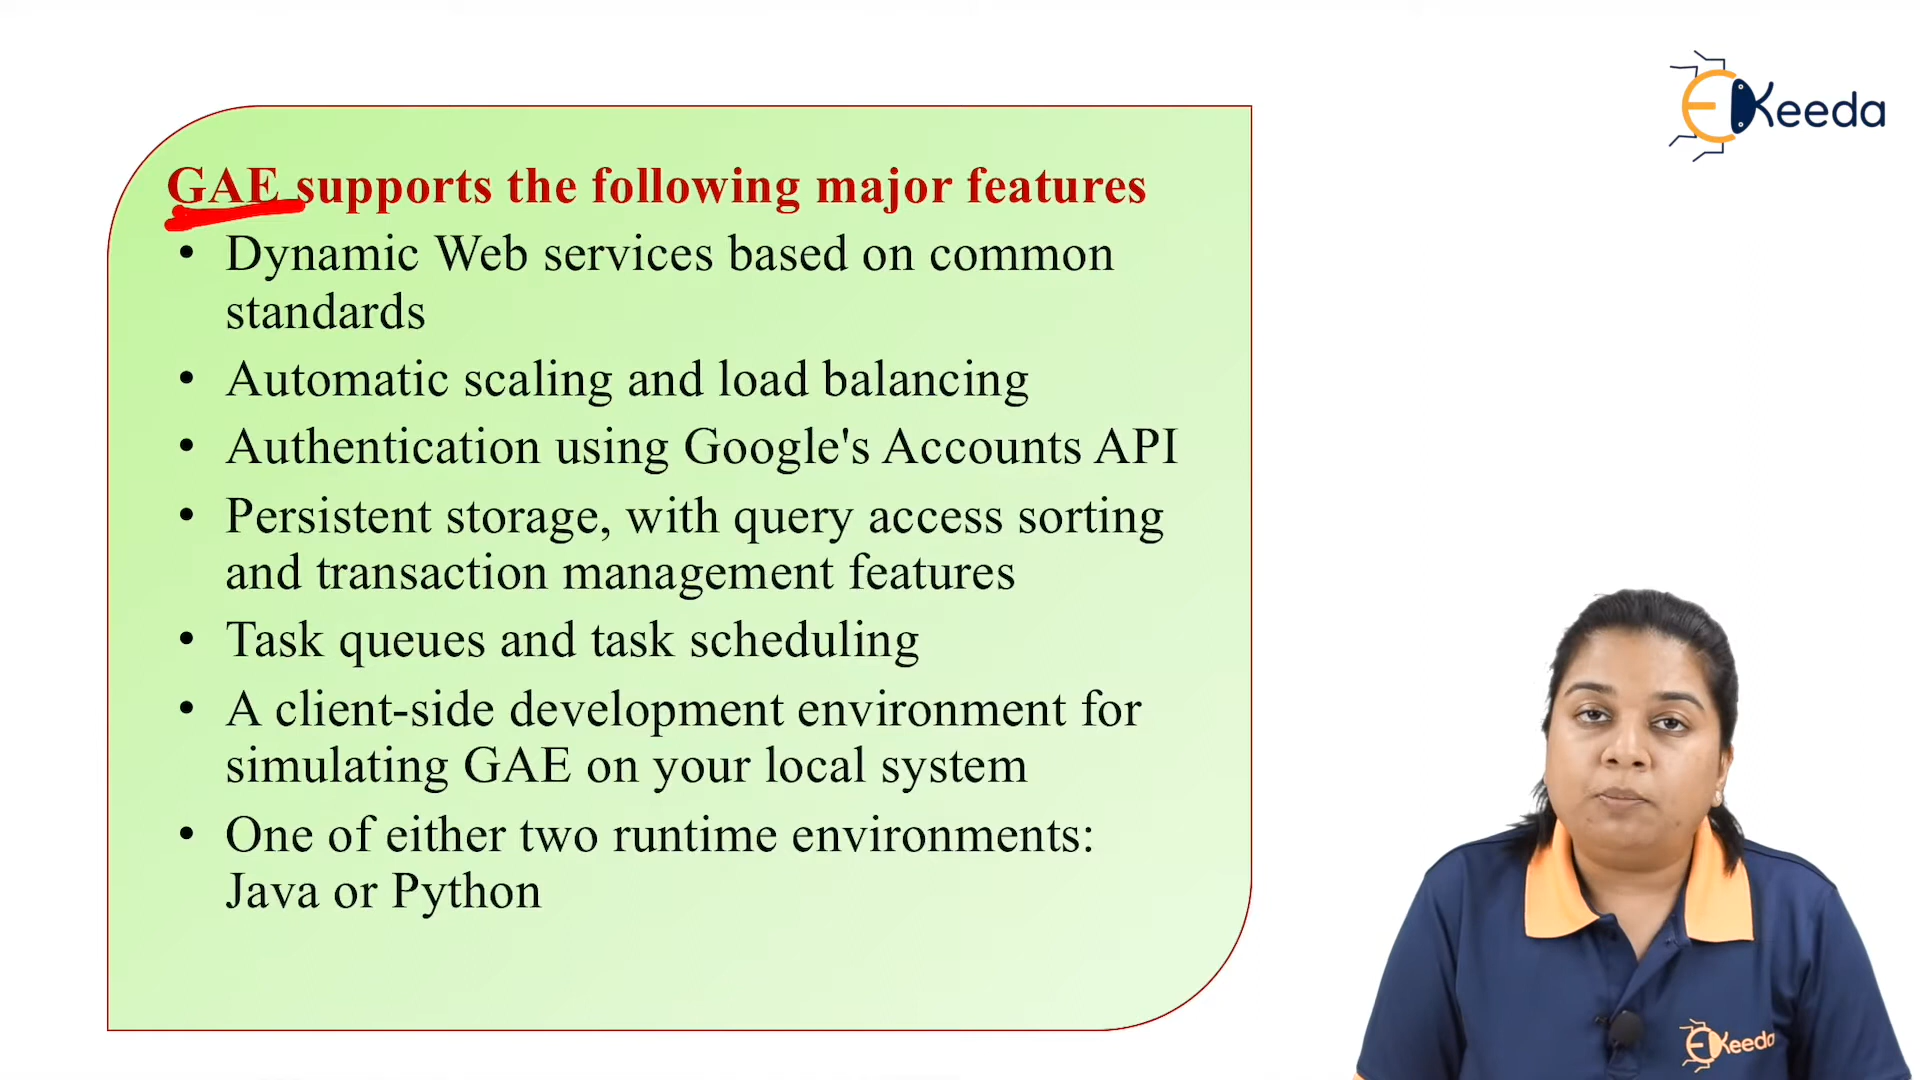 EKeeda
GAE supports the following major features
• Dynamic Web services based on common
standards
• Automatic scaling and load balancing
• Authentication using Google's Accounts API
• Persistent storage, with query access sorting
and transaction management features
• Task queues and task scheduling
• A client-side development environment for
simulating GAE on your local system
• One of either two runtime environments:
Java or Python
EKeeda